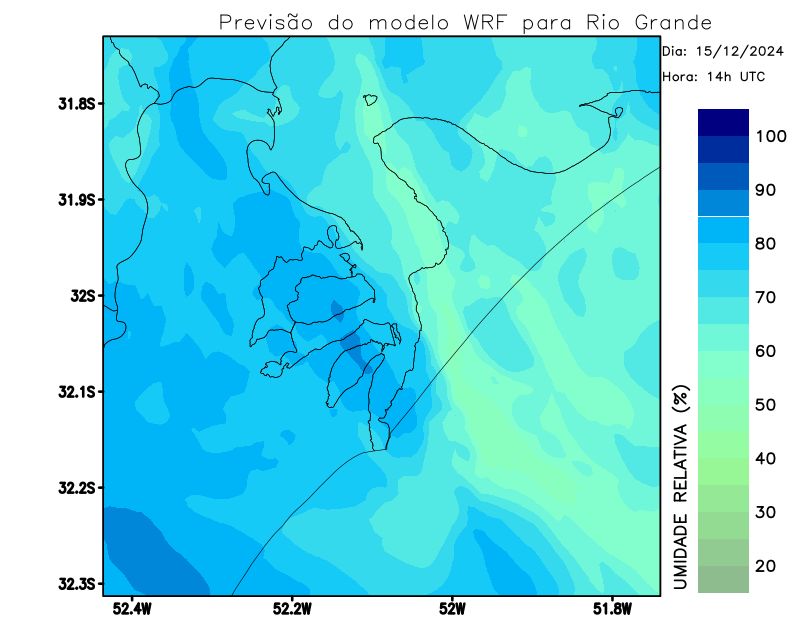 Previsão do modelo WRF para Rio Grande
Dia: 15/12/2024
Hora: 14h UTC
31.8S
31.9S
32S
32.1S
32.2S
32.3S
52.4W
52.2W
52W
51.8W
100
90
80
70
60
50
40
30
20
UMIDADE RELATIVA (%)